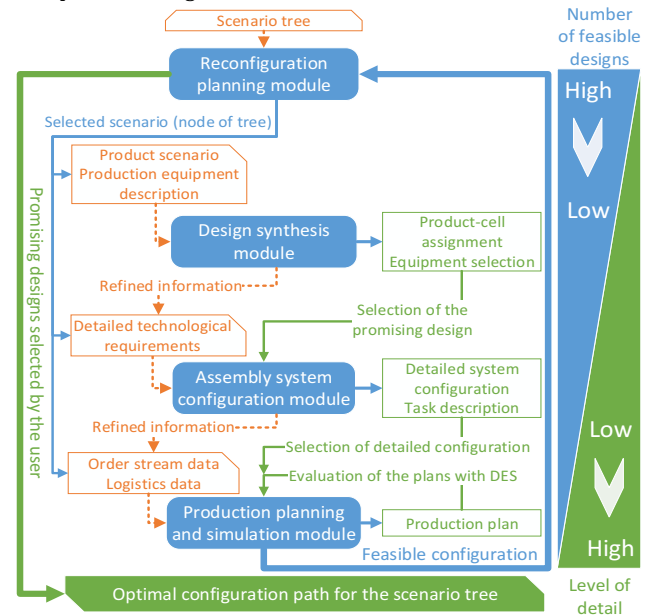 Scenario tree
Number
of feasible
designs
Reconfiguration
planning module
High
Selected scenario (node of tree)
Product scenario
Production equipment
description
Low
Promising designs selected by the user
Design synthesis
module
Product-cell
assignment
Equipment selection
Refined information
Selection of the
promising design
Detailed technological
requirements
Assembly system
configuration module
Detailed system
configuration
Task description
Low
Refined information
Selection of detailed configuration
Order stream data
Logistics data
Evaluation of the plans with DES
Production planning
and simulation module
Production plan
High
Feasible configuration
Optimal configuration path for the scenario tree
Level of
detail